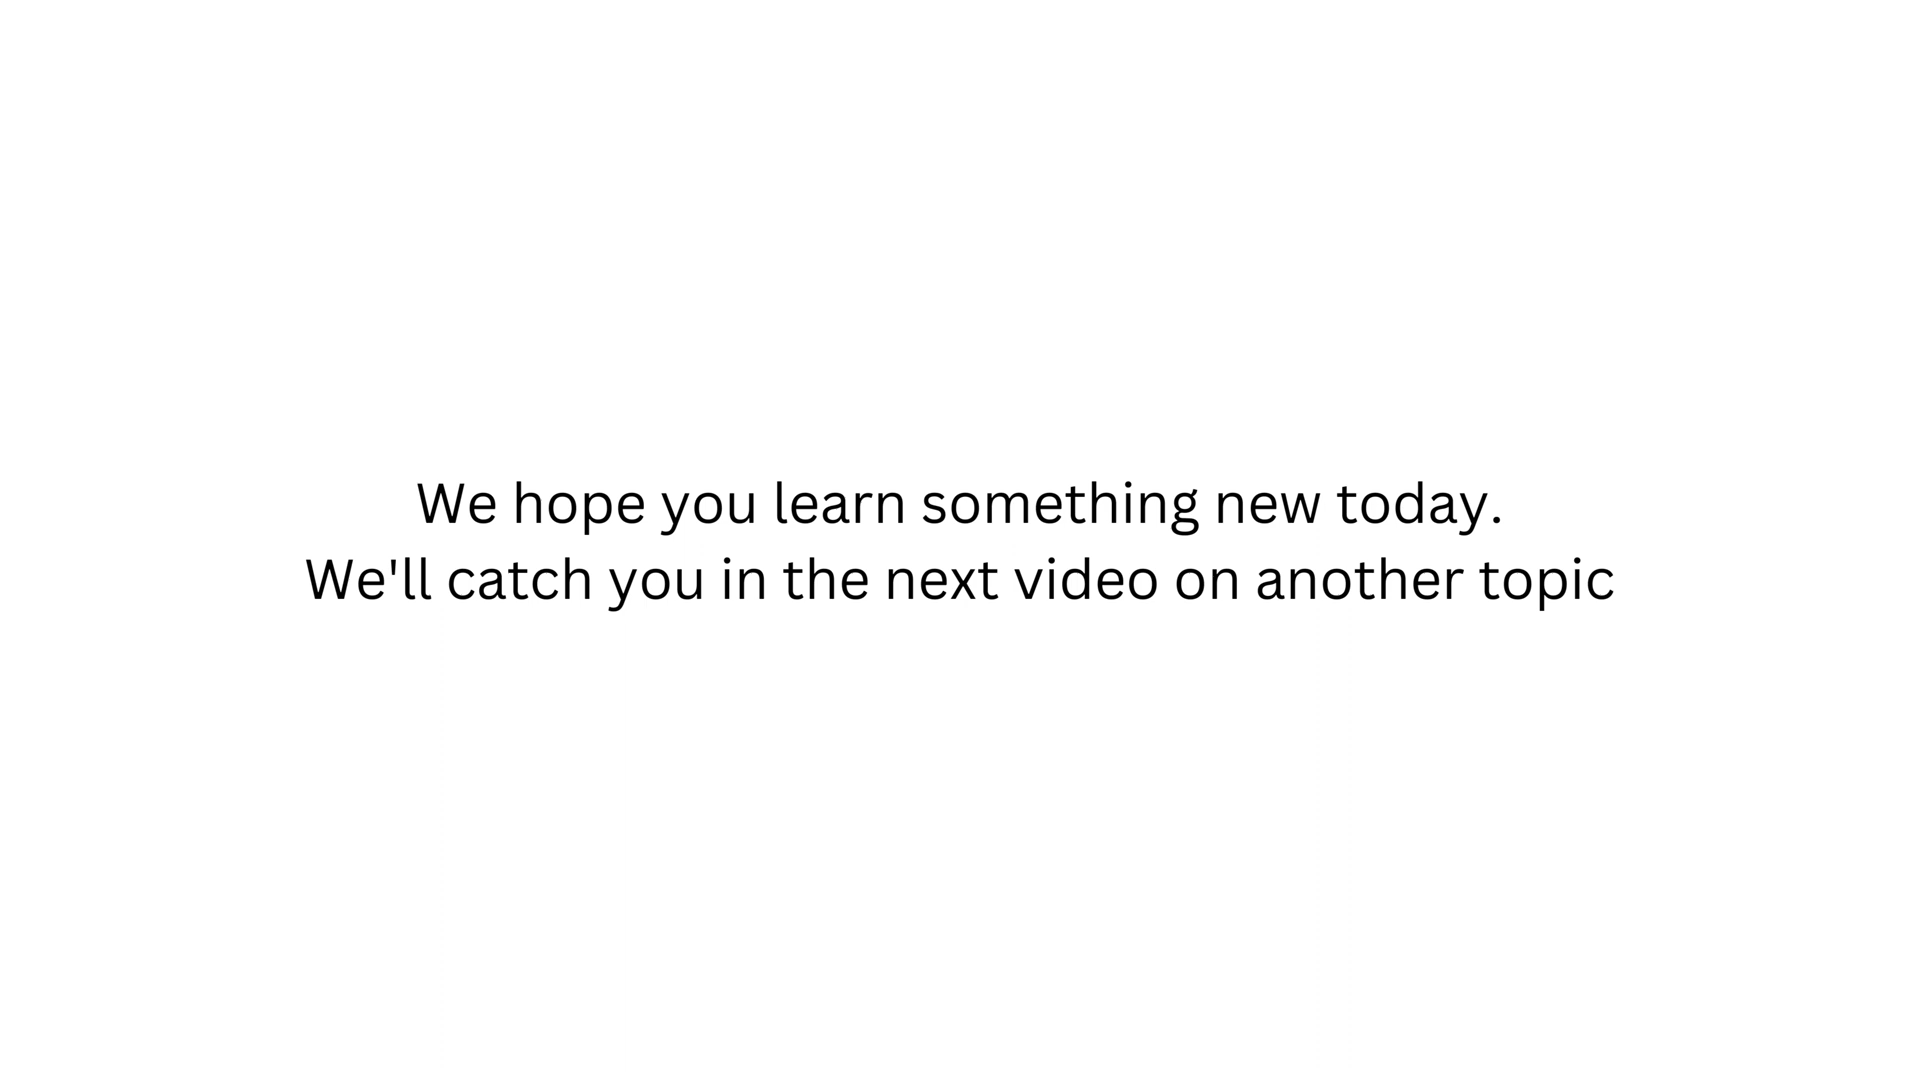 We hope you learn something new today.
We'll catch you in the next video on another topic